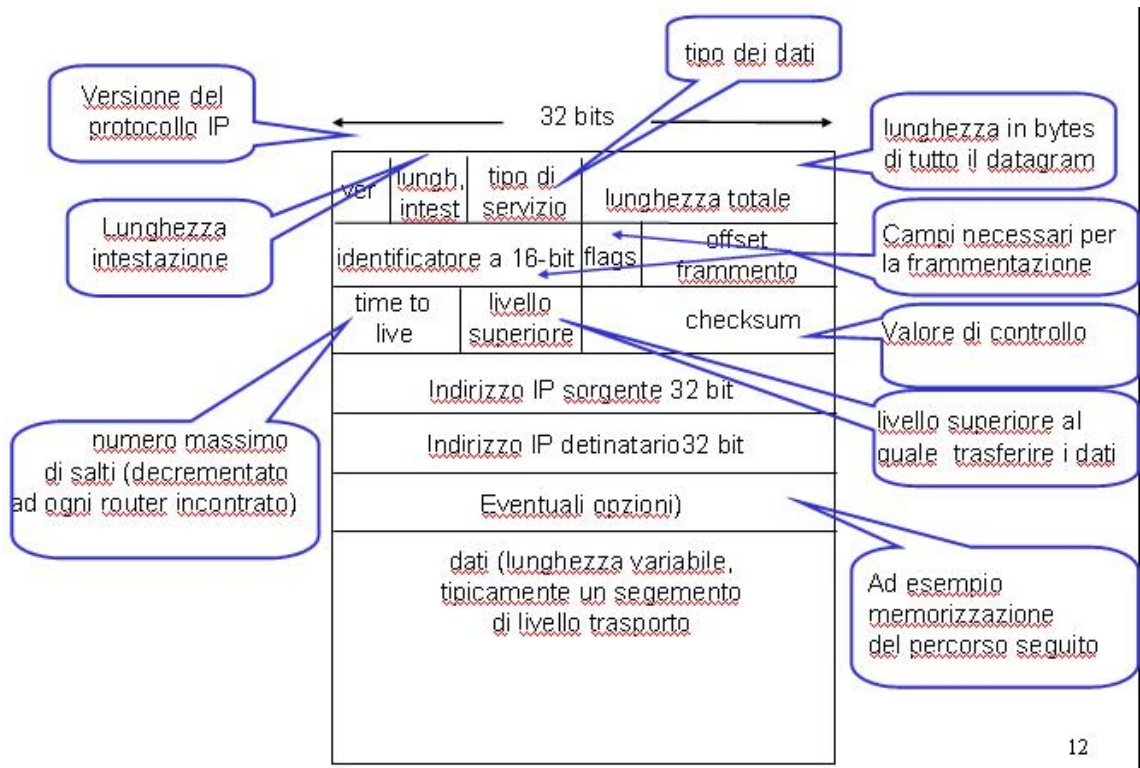 tipo dei dati
Versione del
protocollo IP
32 bits
lunghezza in bytes
di tutto il datagram
ver
lungh.
intest
tipo di
servizio
lunghezza totale
Lunghezza
intestazione
identificatore a 16-bit
flags
offset
frammento
Campi necessari per
la frammentazione
time to
live
livello
superiore
checksum
Valore di controllo
Indirizzo IP sorgente 32 bit
livello superiore al
quale trasferire i dati
numero massimo
di salti (decrementato
ad ogni router incontrato)
Indirizzo IP detinatario32 bit
Eventuali opzioni)
dati (lunghezza variabile,
tipicamente un segemento
di livello trasporto
Ad esempio
memorizzazione
del percorso seguito
12